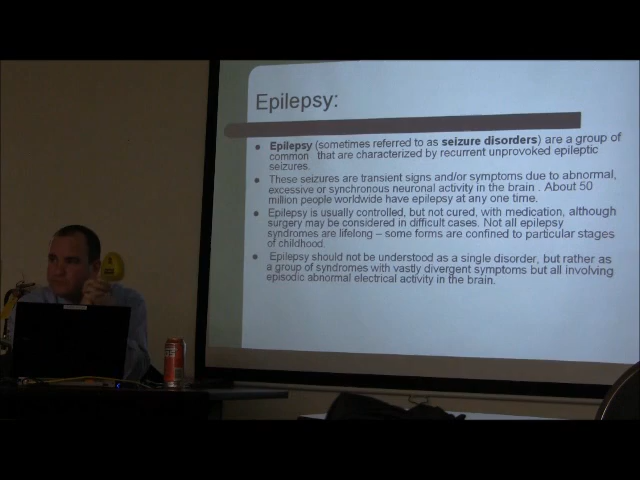 Epilepsy:
Epilepsy (sometimes referred to as seizure disorders) are a group of
common that are characterized by recurrent unprovoked epileptic
seizures.
These seizures are transient signs and/or symptoms due to abnormal,
excessive or synchronous neuronal activity in the brain . About 50
million people worldwide have epilepsy at any one time.
Epilepsy is usually controlled, but not cured, with medication, although
surgery may be considered in difficult cases. Not all epilepsy
syndromes are lifelong – some forms are confined to particular stages
of childhood.
Epilepsy should not be understood as a single disorder, but rather as
a group of syndromes with vastly divergent symptoms but all involving
episodic abnormal electrical activity in the brain.